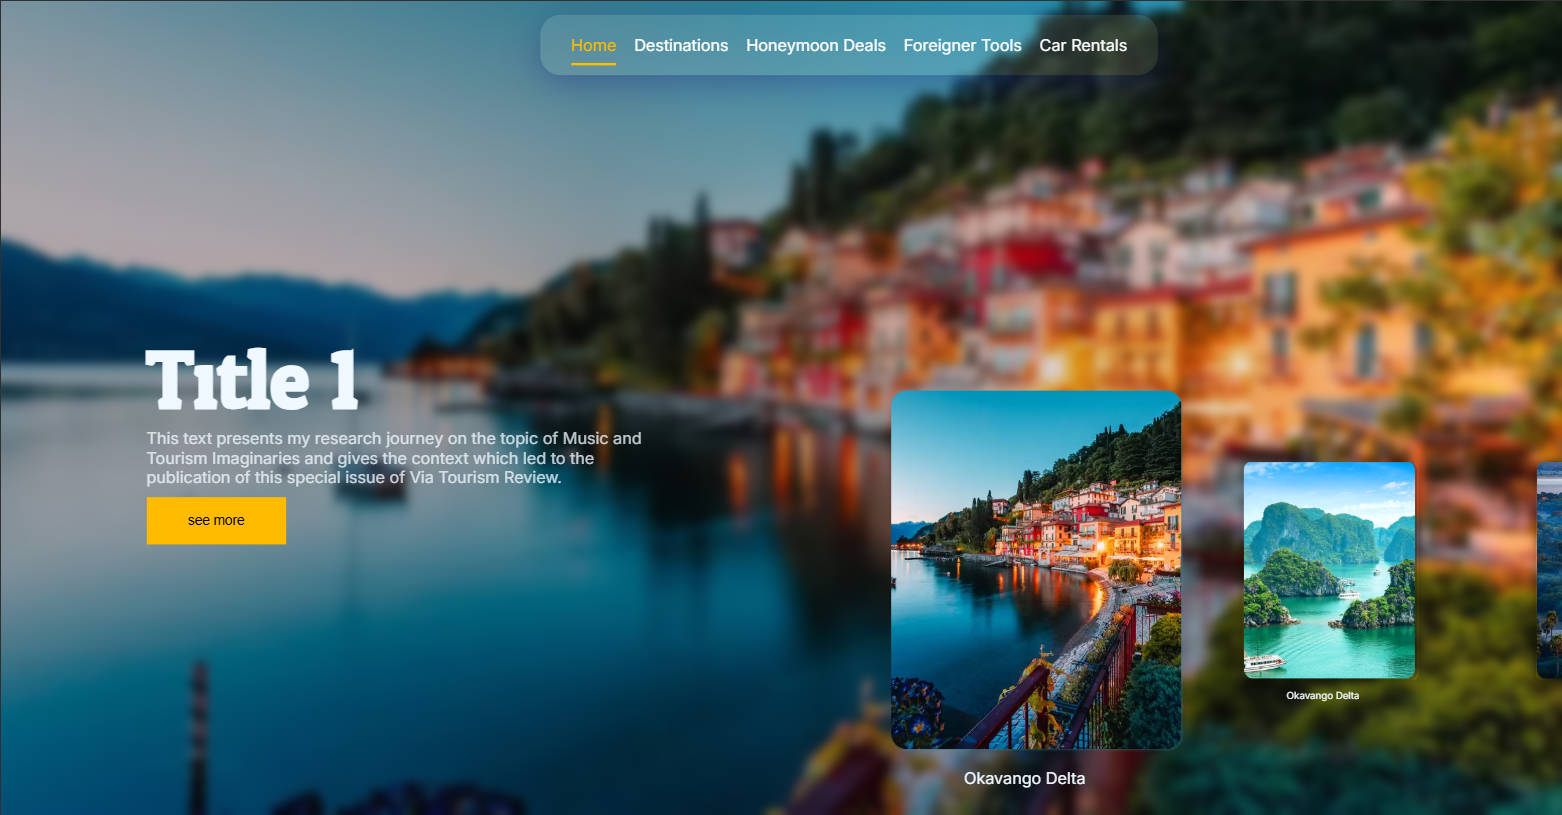 Home Destinations Honeymoon Deals Foreigner Tools Car Rentals
Title 1
This text presents my research journey on the topic of Music and
Tourism Imaginaries and gives the context which led to the
publication of this special issue of Via Tourism Review.
see more
Okavango Delta
Okavango Delta